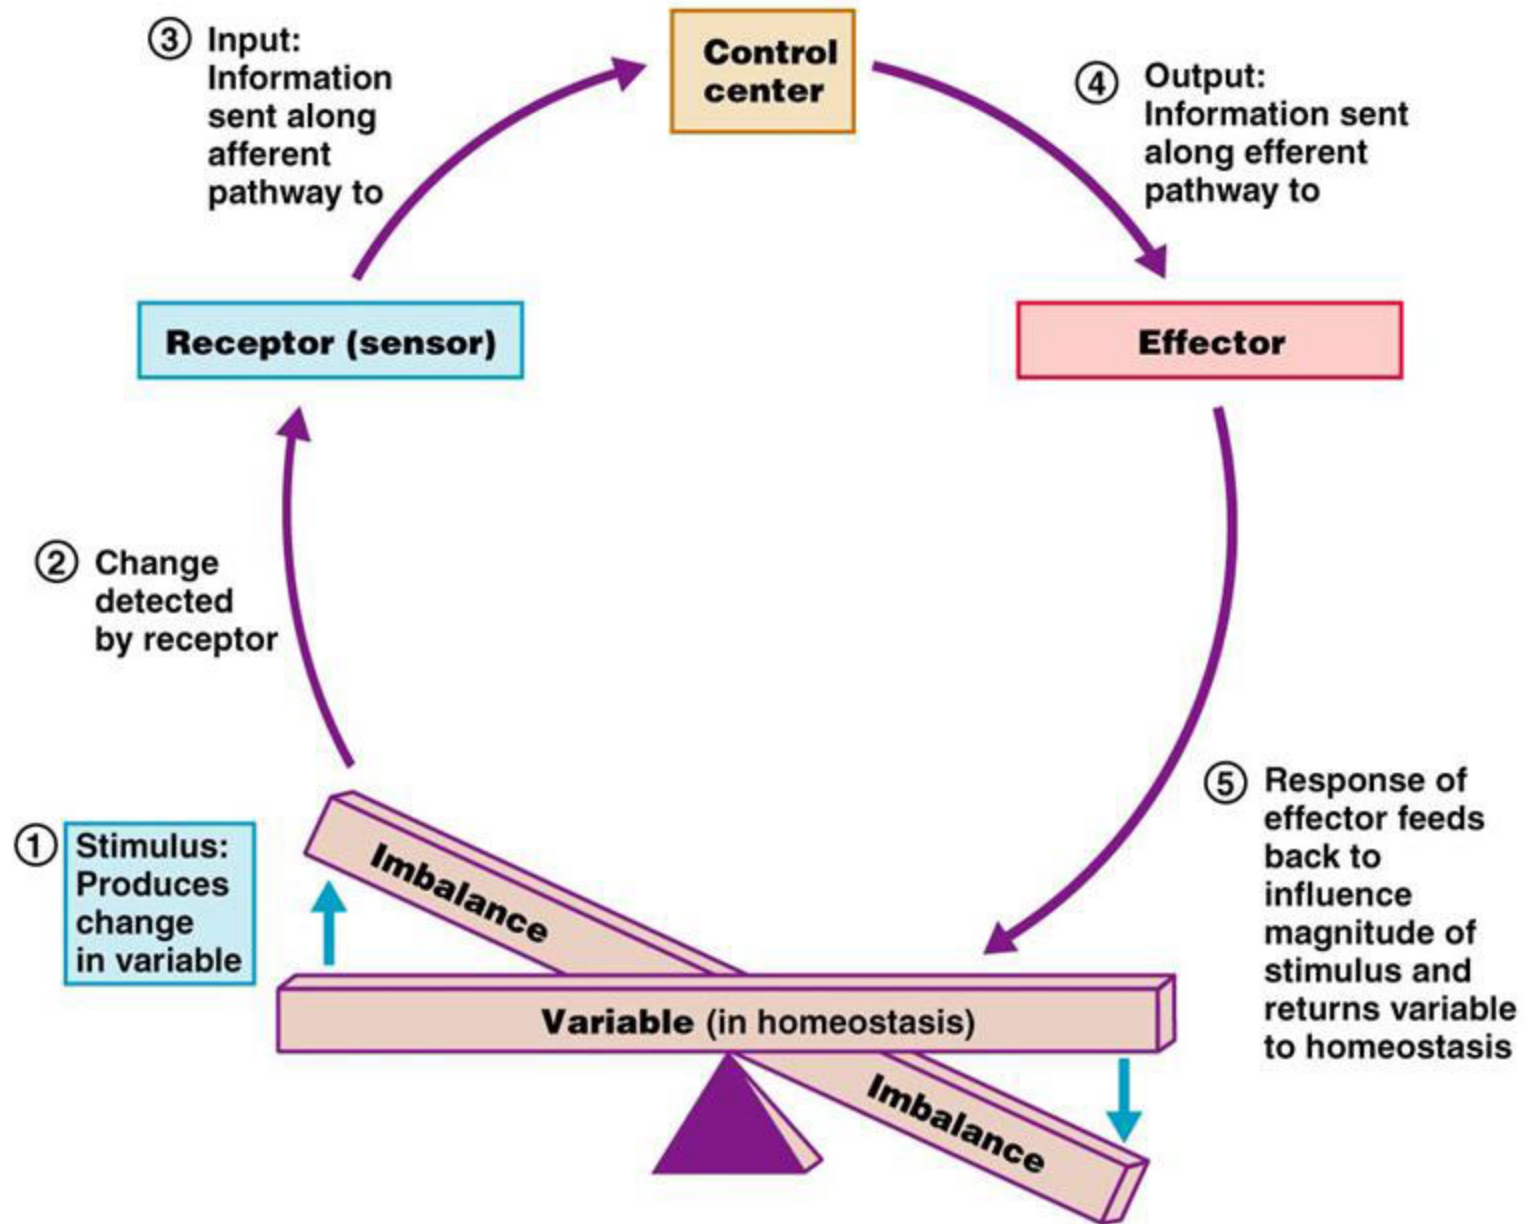 ③ Input:
Information
sent along
afferent
pathway to
Control
center
④ Output:
Information sent
along efferent
pathway to
Receptor (sensor)
Effector
② Change
detected
by receptor
① Stimulus:
Produces
change
in variable
Imbalance
Variable (in homeostasis)
Imbalance
⑤ Response of
effector feeds
back to
influence
magnitude of
stimulus and
returns variable
to homeostasis